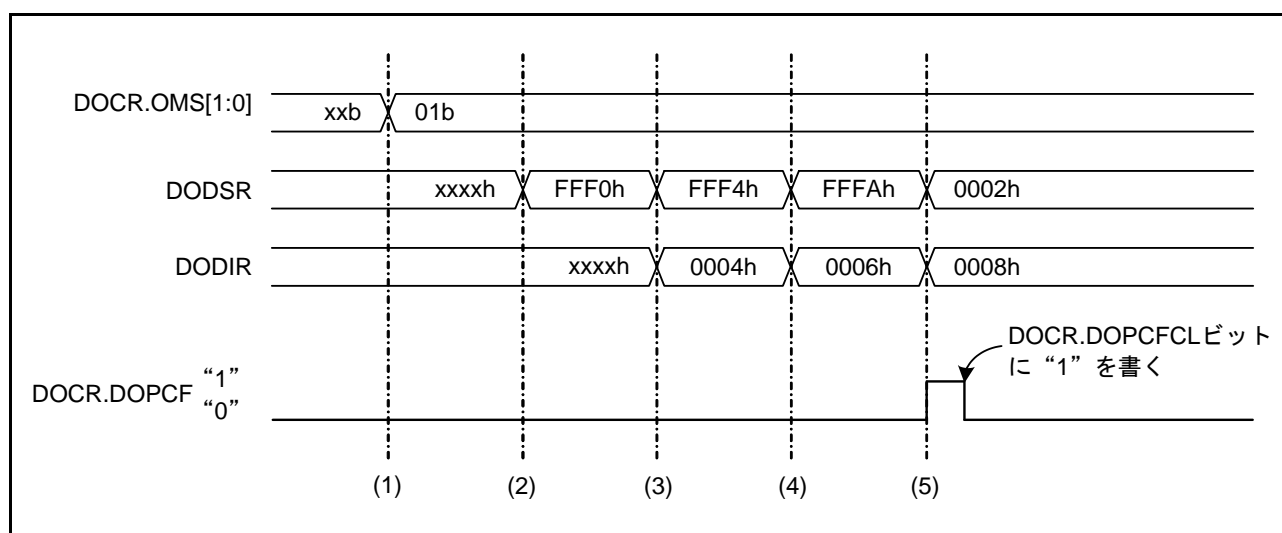 DOCR.OMS[1:0] xxb 01b
DODSR xxxxh FFF0h FFF4h FFFAh 0002h
DODIR xxxxh 0004h 0006h 0008h
DOCR.DOPCFCLビット
に“1”を書く
DOCR.DOPCF “1”
“0”
(1) (2) (3) (4) (5)